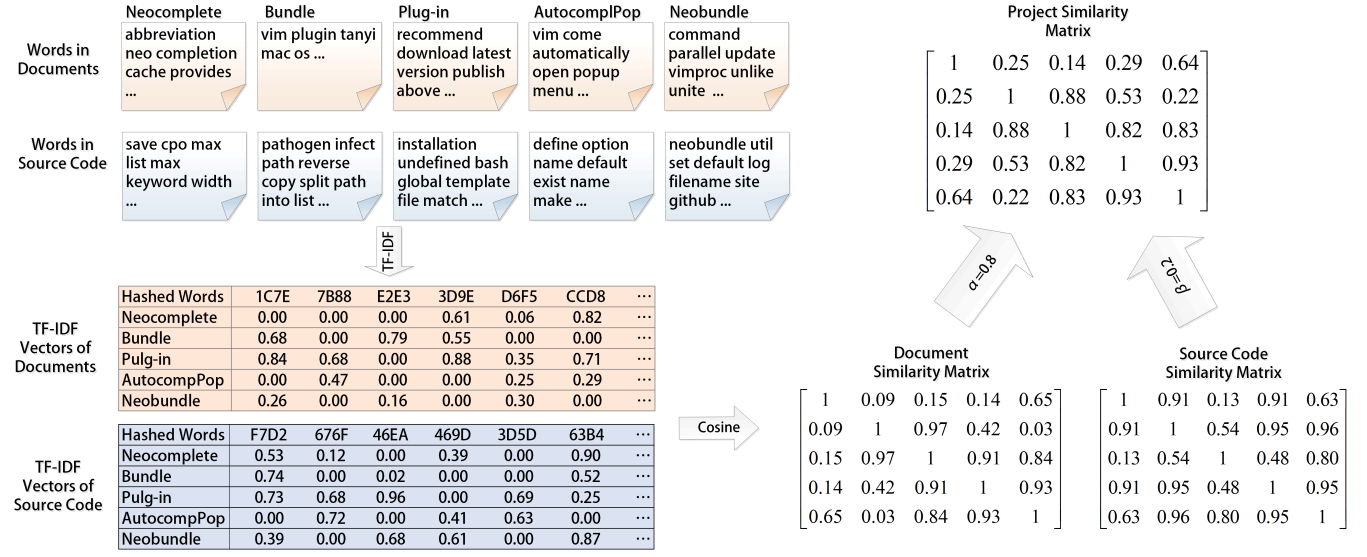 Neocomplete Bundle Plug-in AutocomplPop Neobundle
Words in
Documents
abbreviation
neo completion
cache provides
...
vim plugin tanyi
mac os ...
recommend
download latest
version publish
above ...
vim come
automatically
open popup
menu ...
command
parallel update
vimproc unlike
unite ...
Words in
Source Code
save cpo max
list max
keyword width
...
pathogen infect
path reverse
copy split path
into list ...
installation
undefined bash
global template
file match ...
define option
name default
exist name
make ...
neobundle util
set default log
filename site
github ...
TF-IDF
TF-IDF
Vectors of
Documents
Hashed Words 1C7E 7B88 E2E3 3D9E D6F5 CCD8 ...
Neocomplete 0.00 0.00 0.00 0.61 0.06 0.82 ...
Bundle 0.68 0.00 0.79 0.55 0.00 0.00 ...
Pulg-in 0.84 0.68 0.00 0.88 0.35 0.71 ...
AutocompPop 0.00 0.47 0.00 0.00 0.25 0.29 ...
Neobundle 0.26 0.00 0.16 0.00 0.30 0.00 ...
TF-IDF
Vectors of
Source Code
Hashed Words F7D2 676F 46EA 469D 3D5D 63B4 ...
Neocomplete 0.53 0.12 0.00 0.39 0.00 0.90 ...
Bundle 0.74 0.00 0.02 0.00 0.00 0.52 ...
Pulg-in 0.73 0.68 0.96 0.00 0.69 0.25 ...
AutocompPop 0.00 0.72 0.00 0.41 0.63 0.00 ...
Neobundle 0.39 0.00 0.68 0.61 0.00 0.87 ...
Cosine
Document
Similarity Matrix
1 0.09 0.15 0.14 0.65
0.09 1 0.97 0.42 0.03
0.15 0.97 1 0.91 0.84
0.14 0.42 0.91 1 0.93
0.65 0.03 0.84 0.93 1
Source Code
Similarity Matrix
1 0.91 0.13 0.91 0.63
0.91 1 0.54 0.95 0.96
0.13 0.54 1 0.48 0.80
0.91 0.95 0.48 1 0.95
0.63 0.96 0.80 0.95 1
α=0.8
β=0.2
Project Similarity
Matrix
1 0.25 0.14 0.29 0.64
0.25 1 0.88 0.53 0.22
0.14 0.88 1 0.82 0.83
0.29 0.53 0.82 1 0.93
0.64 0.22 0.83 0.93 1